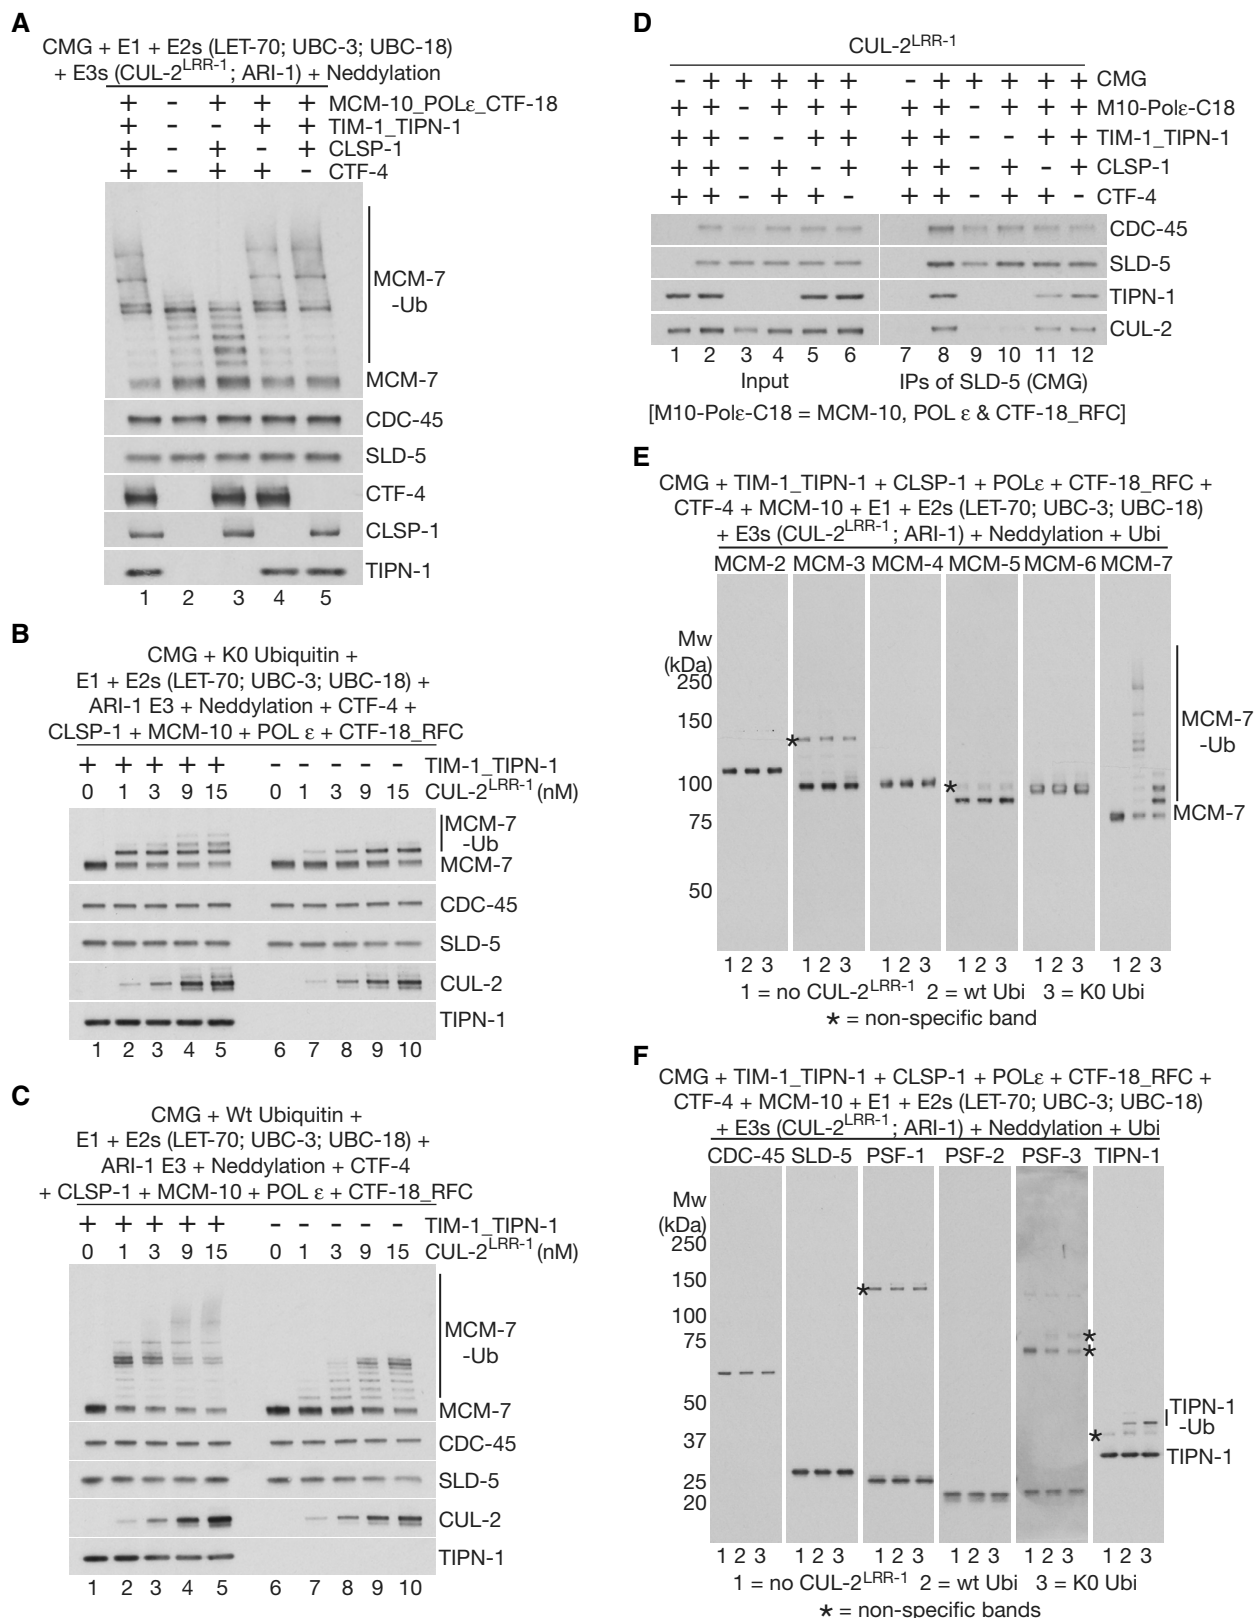 A
CMG + E1 + E2s (LET-70; UBC-3; UBC-18)
+ E3s (CUL-2LRR-1; ARI-1) + Neddylation
+ - + + + MCM-10_POLε_CTF-18
+ - - + + TIM-1_TIPN-1
+ - + - + CLSP-1
+ - + + - CTF-4
MCM-7
-Ub
MCM-7
CDC-45
SLD-5
CTF-4
CLSP-1
TIPN-1
1 2 3 4 5
B
CMG + K0 Ubiquitin +
E1 + E2s (LET-70; UBC-3; UBC-18) +
ARI-1 E3 + Neddylation + CTF-4 +
CLSP-1 + MCM-10 + POL ε + CTF-18_RFC
+ + + + + - - - - - TIM-1_TIPN-1
0 1 3 9 15 0 1 3 9 15 CUL-2LRR-1 (nM)
MCM-7
-Ub
MCM-7
CDC-45
SLD-5
CUL-2
TIPN-1
1 2 3 4 5 6 7 8 9 10
C
CMG + Wt Ubiquitin +
E1 + E2s (LET-70; UBC-3; UBC-18) +
ARI-1 E3 + Neddylation + CTF-4
+ CLSP-1 + MCM-10 + POL ε + CTF-18_RFC
+ + + + + - - - - - TIM-1_TIPN-1
0 1 3 9 15 0 1 3 9 15 CUL-2LRR-1 (nM)
MCM-7
-Ub
MCM-7
CDC-45
SLD-5
CUL-2
TIPN-1
1 2 3 4 5 6 7 8 9 10
D
CUL-2LRR-1
- + + + + + - + + + + + CMG
+ + - + + + + + - + + + M10-Polε-C18
+ + - - + + + + - - + + TIM-1_TIPN-1
+ + - + - + + + - + - + CLSP-1
+ + - + + - + + - + + - CTF-4
CDC-45
SLD-5
TIPN-1
CUL-2
1 2 3 4 5 6 7 8 9 10 11 12
Input IPs of SLD-5 (CMG)
[M10-Polε-C18 = MCM-10, POL ε & CTF-18_RFC]
E
CMG + TIM-1_TIPN-1 + CLSP-1 + POLε + CTF-18_RFC +
CTF-4 + MCM-10 + E1 + E2s (LET-70; UBC-3; UBC-18)
+ E3s (CUL-2LRR-1; ARI-1) + Neddylation + Ubi
MCM-2 MCM-3 MCM-4 MCM-5 MCM-6 MCM-7
Mw
(kDa)
250
150
100
75
50
*
*
MCM-7
-Ub
MCM-7
1 2 3 1 2 3 1 2 3 1 2 3 1 2 3 1 2 3
1 = no CUL-2LRR-1 2 = wt Ubi 3 = K0 Ubi
* = non-specific band
F
CMG + TIM-1_TIPN-1 + CLSP-1 + POLε + CTF-18_RFC +
CTF-4 + MCM-10 + E1 + E2s (LET-70; UBC-3; UBC-18)
+ E3s (CUL-2LRR-1; ARI-1) + Neddylation + Ubi
CDC-45 SLD-5 PSF-1 PSF-2 PSF-3 TIPN-1
Mw
(kDa)
250
150
100
75
50
37
25
20
*
*
*
*
TIPN-1
-Ub
TIPN-1
1 2 3 1 2 3 1 2 3 1 2 3 1 2 3 1 2 3
1 = no CUL-2LRR-1 2 = wt Ubi 3 = K0 Ubi
* = non-specific bands